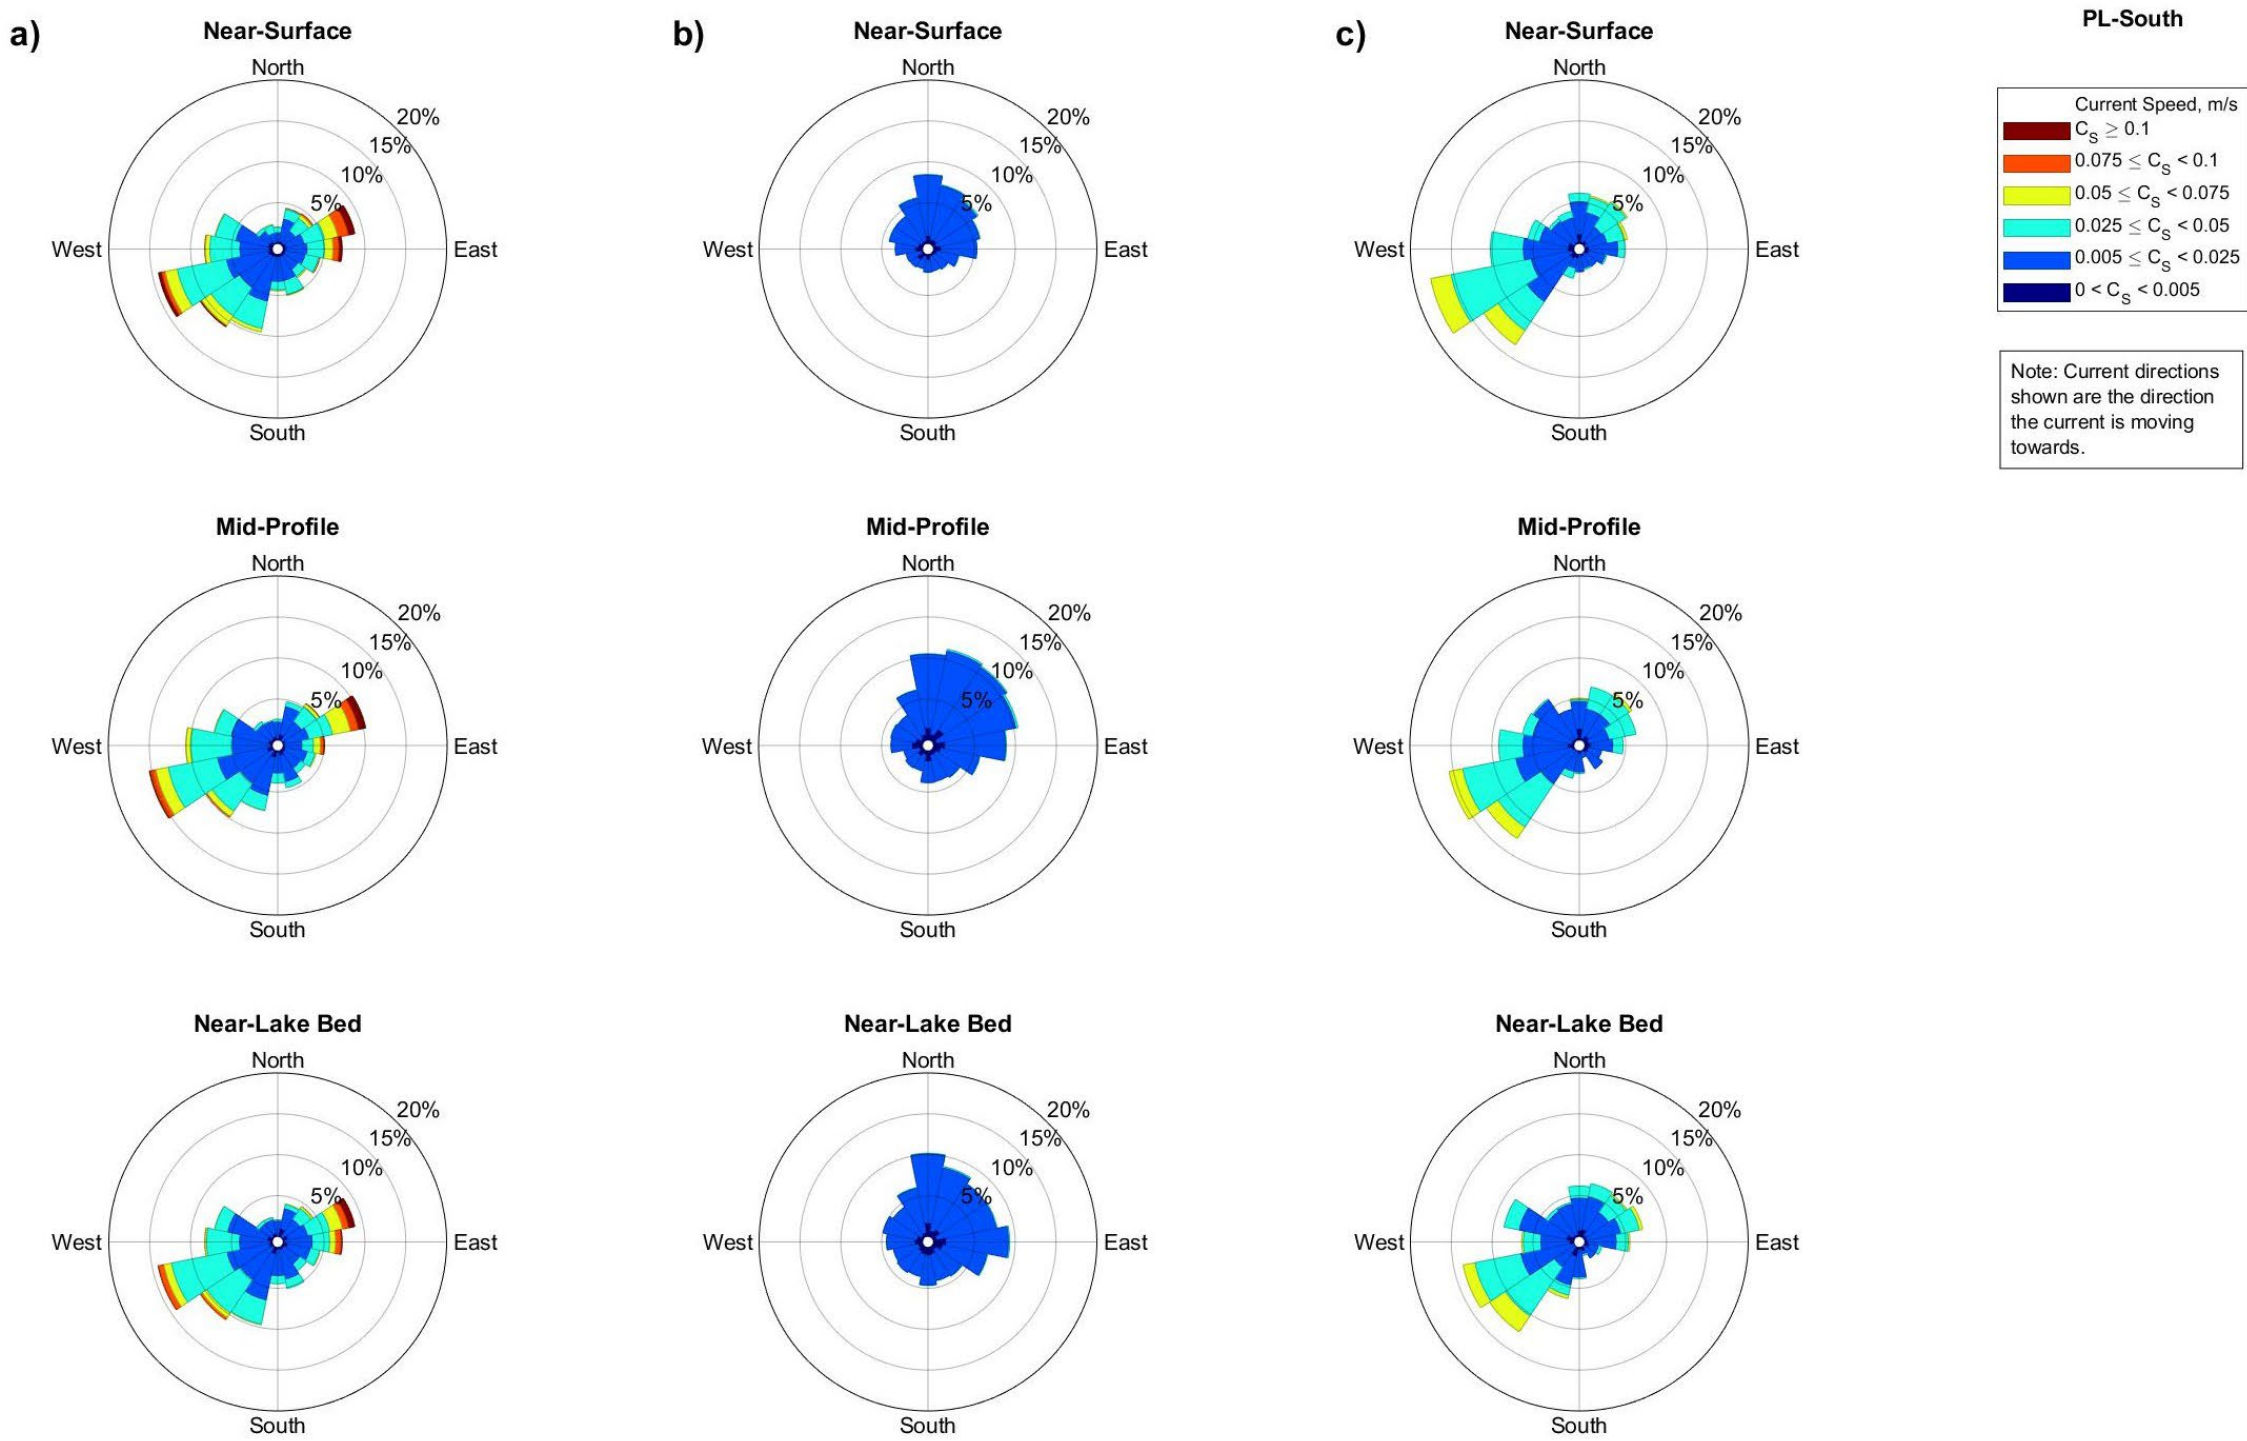 a)
Near-Surface
North
20%
15%
10%
5%
West
East
South
b)
Near-Surface
North
20%
15%
10%
5%
West
East
South
c)
Near-Surface
North
20%
15%
10%
5%
West
East
South
PL-South
Current Speed, m/s
C_S ≥ 0.1
0.075 ≤ C_S < 0.1
0.05 ≤ C_S < 0.075
0.025 ≤ C_S < 0.05
0.005 ≤ C_S < 0.025
0 < C_S < 0.005
Note: Current directions
shown are the direction
the current is moving
towards.
Mid-Profile
North
20%
15%
10%
5%
West
East
South
Mid-Profile
North
20%
15%
10%
5%
West
East
South
Mid-Profile
North
20%
15%
10%
5%
West
East
South
Near-Lake Bed
North
20%
15%
10%
5%
West
East
South
Near-Lake Bed
North
20%
15%
10%
5%
West
East
South
Near-Lake Bed
North
20%
15%
10%
5%
West
East
South